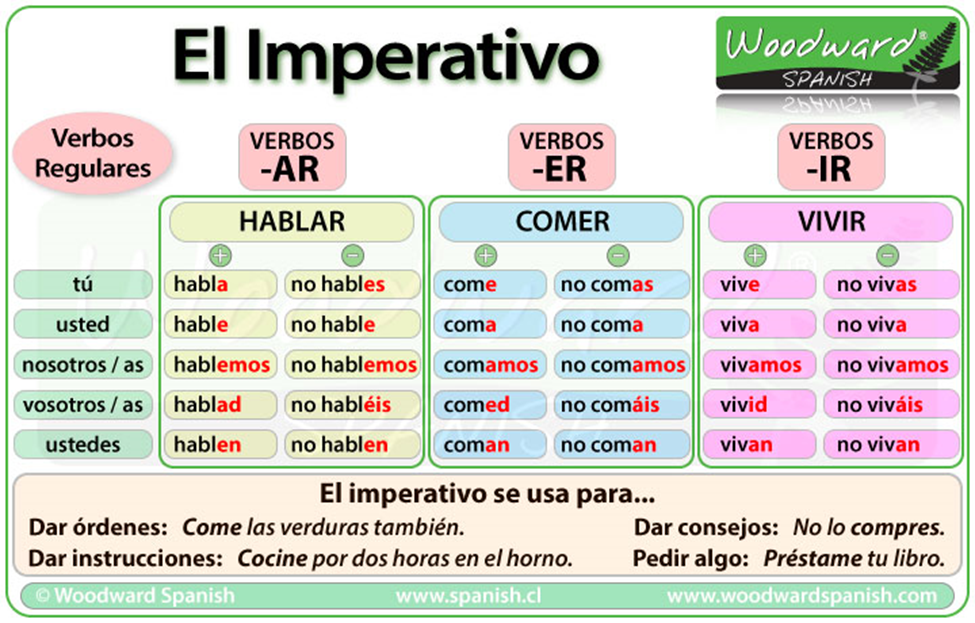 El Imperativo
Woodward®
SPANISH
Verbos
Regulares
VERBOS
-AR
VERBOS
-ER
VERBOS
-IR
HABLAR COMER VIVIR
+ − + − + −
tú habla no hables come no comas vive no vivas
usted hable no hable coma no coma viva no viva
nosotros / as hablemos no hablemos comamos no comamos vivamos no vivamos
vosotros / as hablad no habléis comed no comáis vivid no viváis
ustedes hablen no hablen coman no coman vivan no vivan
El imperativo se usa para...
Dar órdenes: Come las verduras también. Dar consejos: No lo compres.
Dar instrucciones: Cocine por dos horas en el horno. Pedir algo: Préstame tu libro.
© Woodward Spanish www.spanish.cl www.woodwardspanish.com